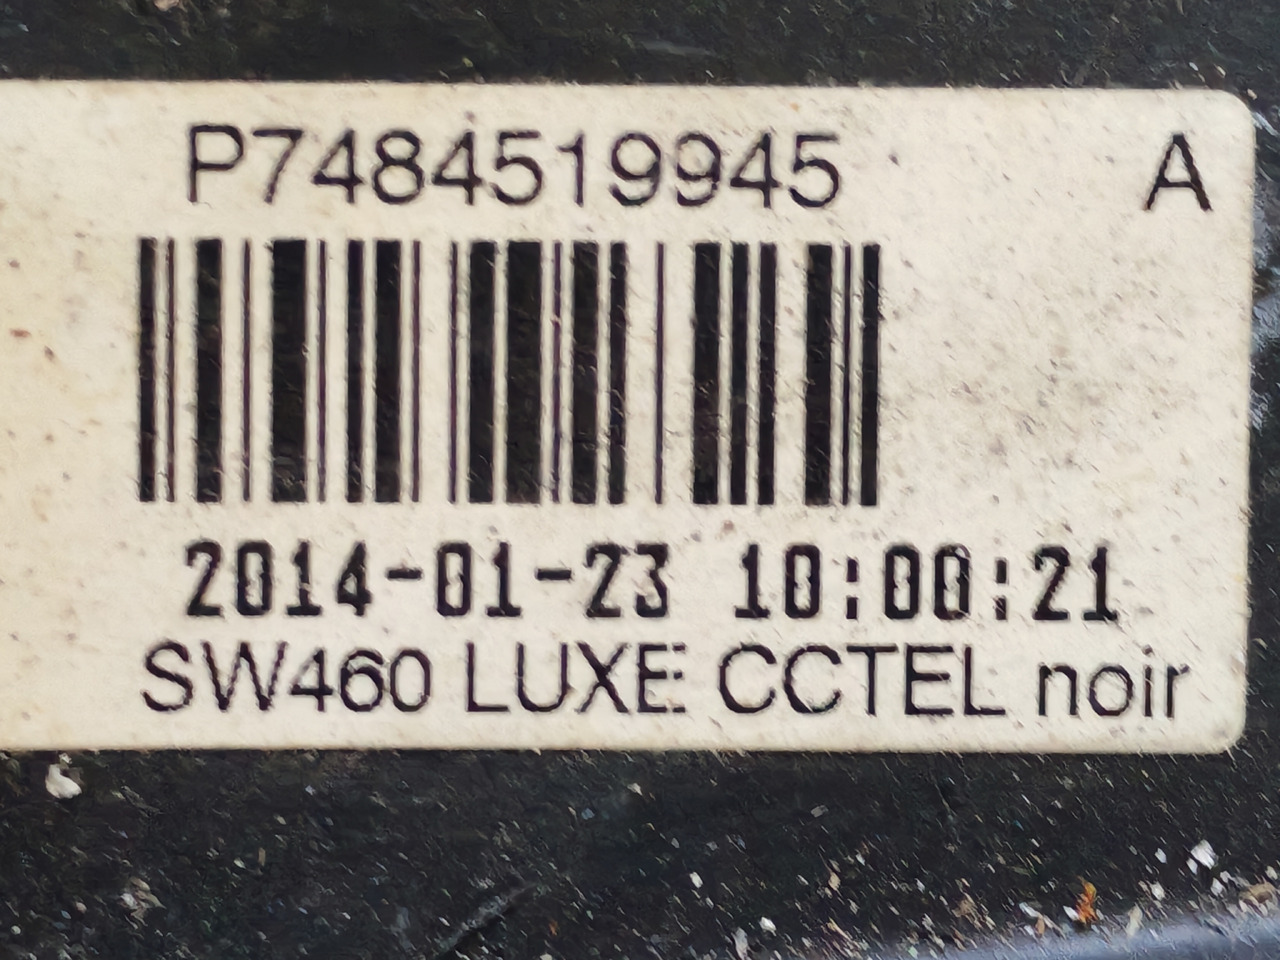 P7484519945 A
2014-01-23 10:00:21
SW460 LUXE CCTEL noir